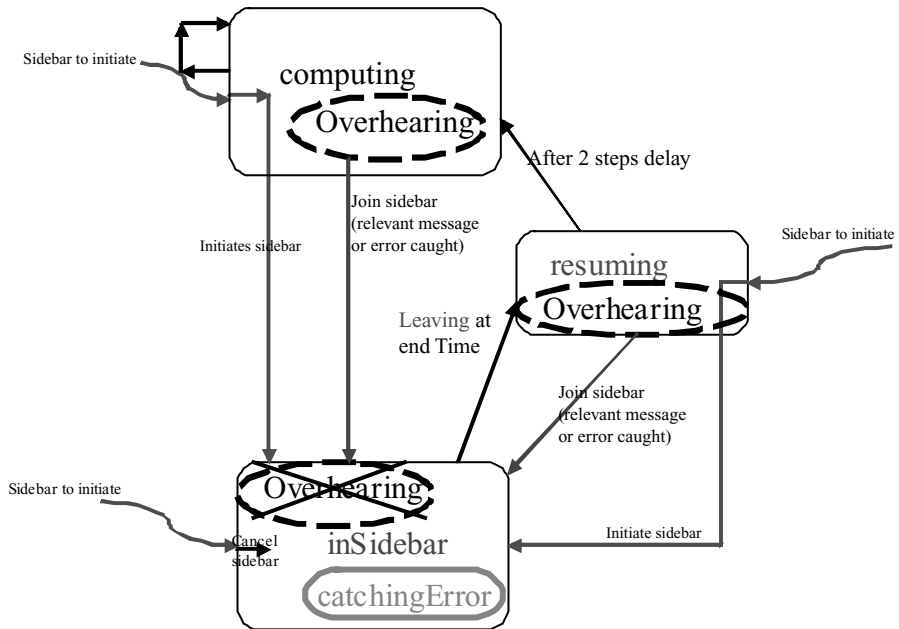 Sidebar to initiate
computing
Overhearing
After 2 steps delay
Join sidebar
(relevant message
or error caught)
Initiates sidebar
Sidebar to initiate
resuming
Overhearing
Leaving at
end Time
Join sidebar
(relevant message
or error caught)
Sidebar to initiate
Overhearing
Initiate sidebar
Cancel
sidebar
inSidebar
catchingError